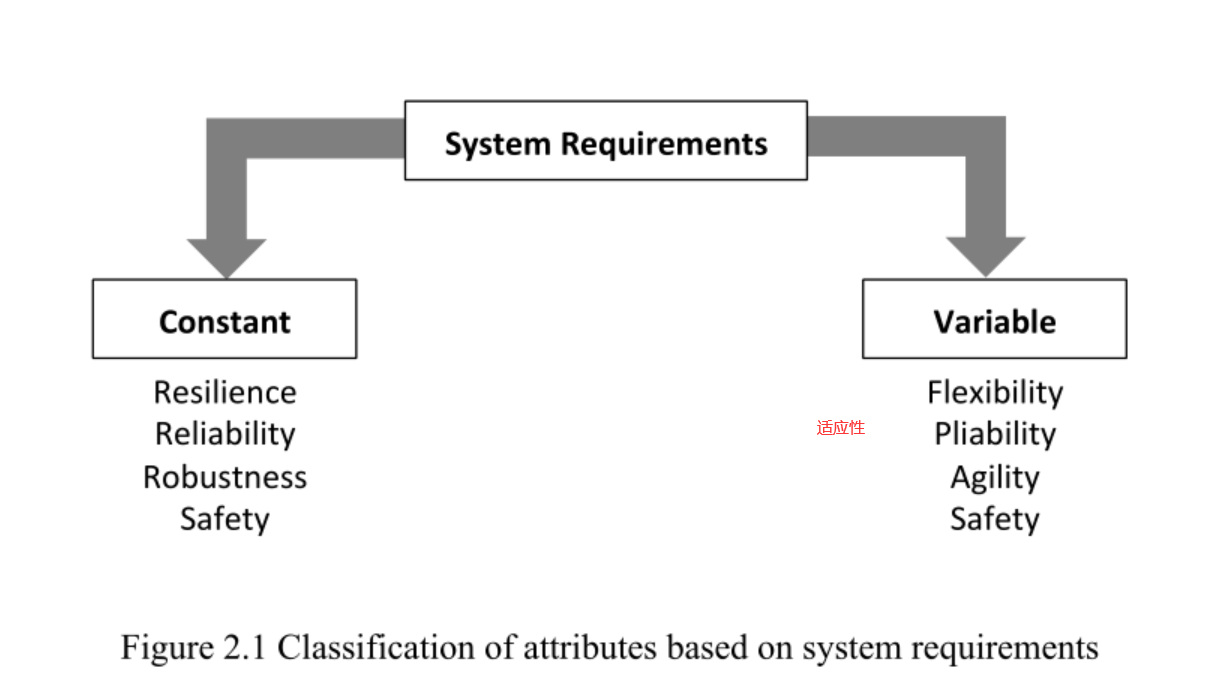 System Requirements
Constant
Resilience
Reliability
Robustness
Safety
Variable
Flexibility
适应性
Pliability
Agility
Safety
Figure 2.1 Classification of attributes based on system requirements